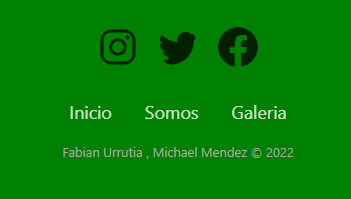 Inicio Somos Galeria
Fabian Urrutia , Michael Mendez © 2022